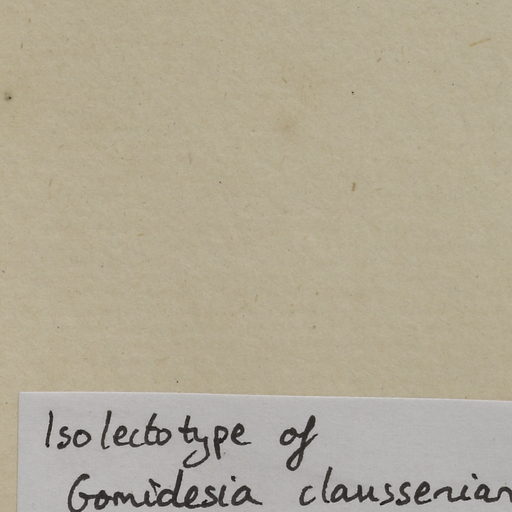 Isolectotype of
Gomidesia claussenian